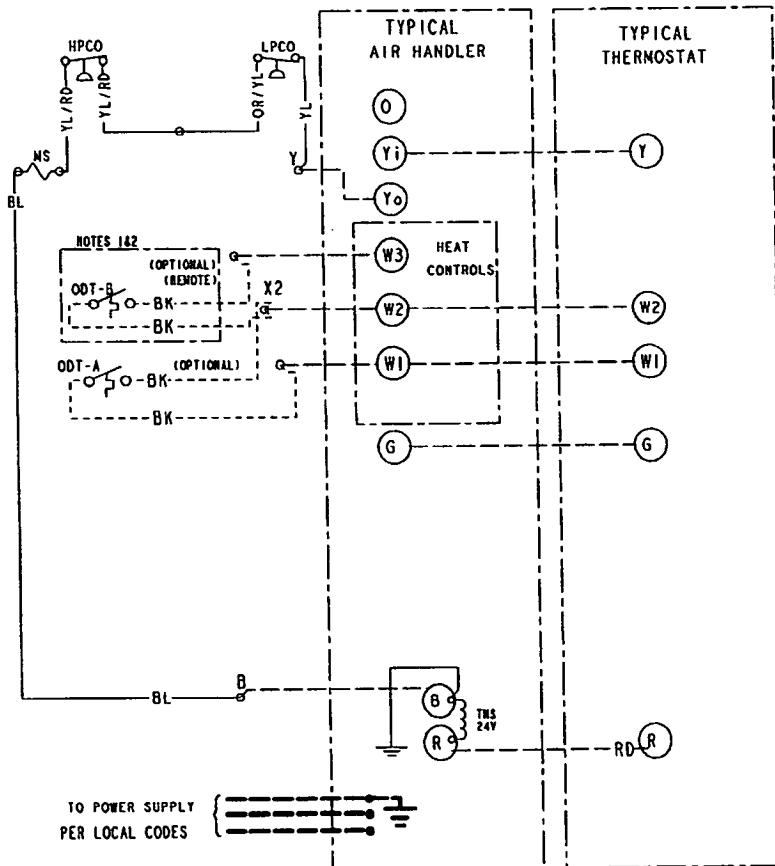 HPCO
LPCO
TYPICAL
AIR HANDLER
TYPICAL
THERMOSTAT
YL/RD
YL/RD
OR/YL
YL
O
Yi
Y
MS
Y
Yo
BL
NOTES 1&2
(OPTIONAL)
(REMOTE)
W3
HEAT
CONTROLS
ODT-B
BK
X2
BK
W2
W2
ODT-A
BK
(OPTIONAL)
W1
W1
BK
G
G
BL
B
B
TNS
24V
R
RD
R
TO POWER SUPPLY
PER LOCAL CODES